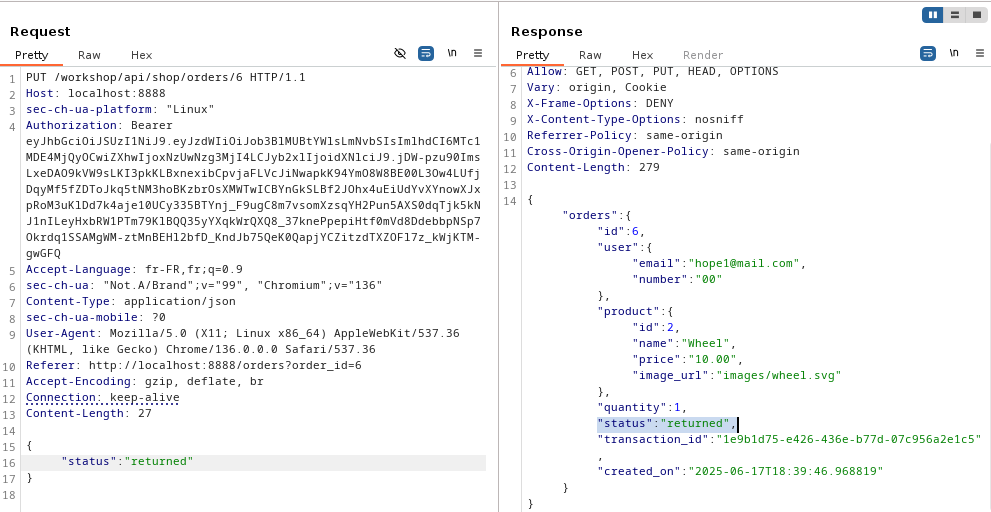 Request
Pretty Raw Hex
\n
1 PUT /workshop/api/shop/orders/6 HTTP/1.1
2 Host: localhost:8888
3 sec-ch-ua-platform: "Linux"
4 Authorization: Bearer
eyJhbGciOiJSUzI1NiJ9.eyJzdWIiOiJob3BlMUBtYWlsLmNvbSIsImlhdCI6MTc1
MDE4MjQyOCwiZXhwIjoxNzUwNzg3MjI4LCJyb2xlIjoidXNlciJ9.jDW-pzu90Ims
LxeDAO9kVW9sLKI3pkKLBxnexibCpvjaFLVcJiNwapkK94YmO8W8BE00L3Ow4LUfj
DqyMf5fZDToJkq5tNM3hoBKzbrOsXMWTwICBYnGkSLBf2JOhx4uEiUdYvXYnowXJx
pRoM3uKlDd7k4aje10UCy335BTYnj_F9ugC8m7vsomXzsqYH2Pun5AXS0dqTjk5kN
J1nILeyHxbRW1PTm79KlBQQ35yYXqkWrQXQ8_37knePpepiHtf0mVd8DdebbpNSp7
Okrdq1SSAMgWM-ztMnBEHl2bfD_KndJb75QeK0QapjYCZitzdTXZOFl7z_kWjKTM-
gwGFQ
5 Accept-Language: fr-FR,fr;q=0.9
6 sec-ch-ua: "Not.A/Brand";v="99", "Chromium";v="136"
7 Content-Type: application/json
8 sec-ch-ua-mobile: ?0
9 User-Agent: Mozilla/5.0 (X11; Linux x86_64) AppleWebKit/537.36
(KHTML, like Gecko) Chrome/136.0.0.0 Safari/537.36
10 Referer: http://localhost:8888/orders?order_id=6
11 Accept-Encoding: gzip, deflate, br
12 Connection: keep-alive
13 Content-Length: 27
14
15 {
16 "status":"returned"
17 }
18
Response
Pretty Raw Hex Render
\n
6 Allow: GET, POST, PUT, HEAD, OPTIONS
7 Vary: origin, Cookie
8 X-Frame-Options: DENY
9 X-Content-Type-Options: nosniff
10 Referrer-Policy: same-origin
11 Cross-Origin-Opener-Policy: same-origin
12 Content-Length: 279
13
14 {
"orders":{
"id":6,
"user":{
"email":"hope1@mail.com",
"number":"00"
},
"product":{
"id":2,
"name":"Wheel",
"price":"10.00",
"image_url":"images/wheel.svg"
},
"quantity":1,
"status":"returned",
"transaction_id":"1e9b1d75-e426-436e-b77d-07c956a2e1c5"
,
"created_on":"2025-06-17T18:39:46.968819"
}
}